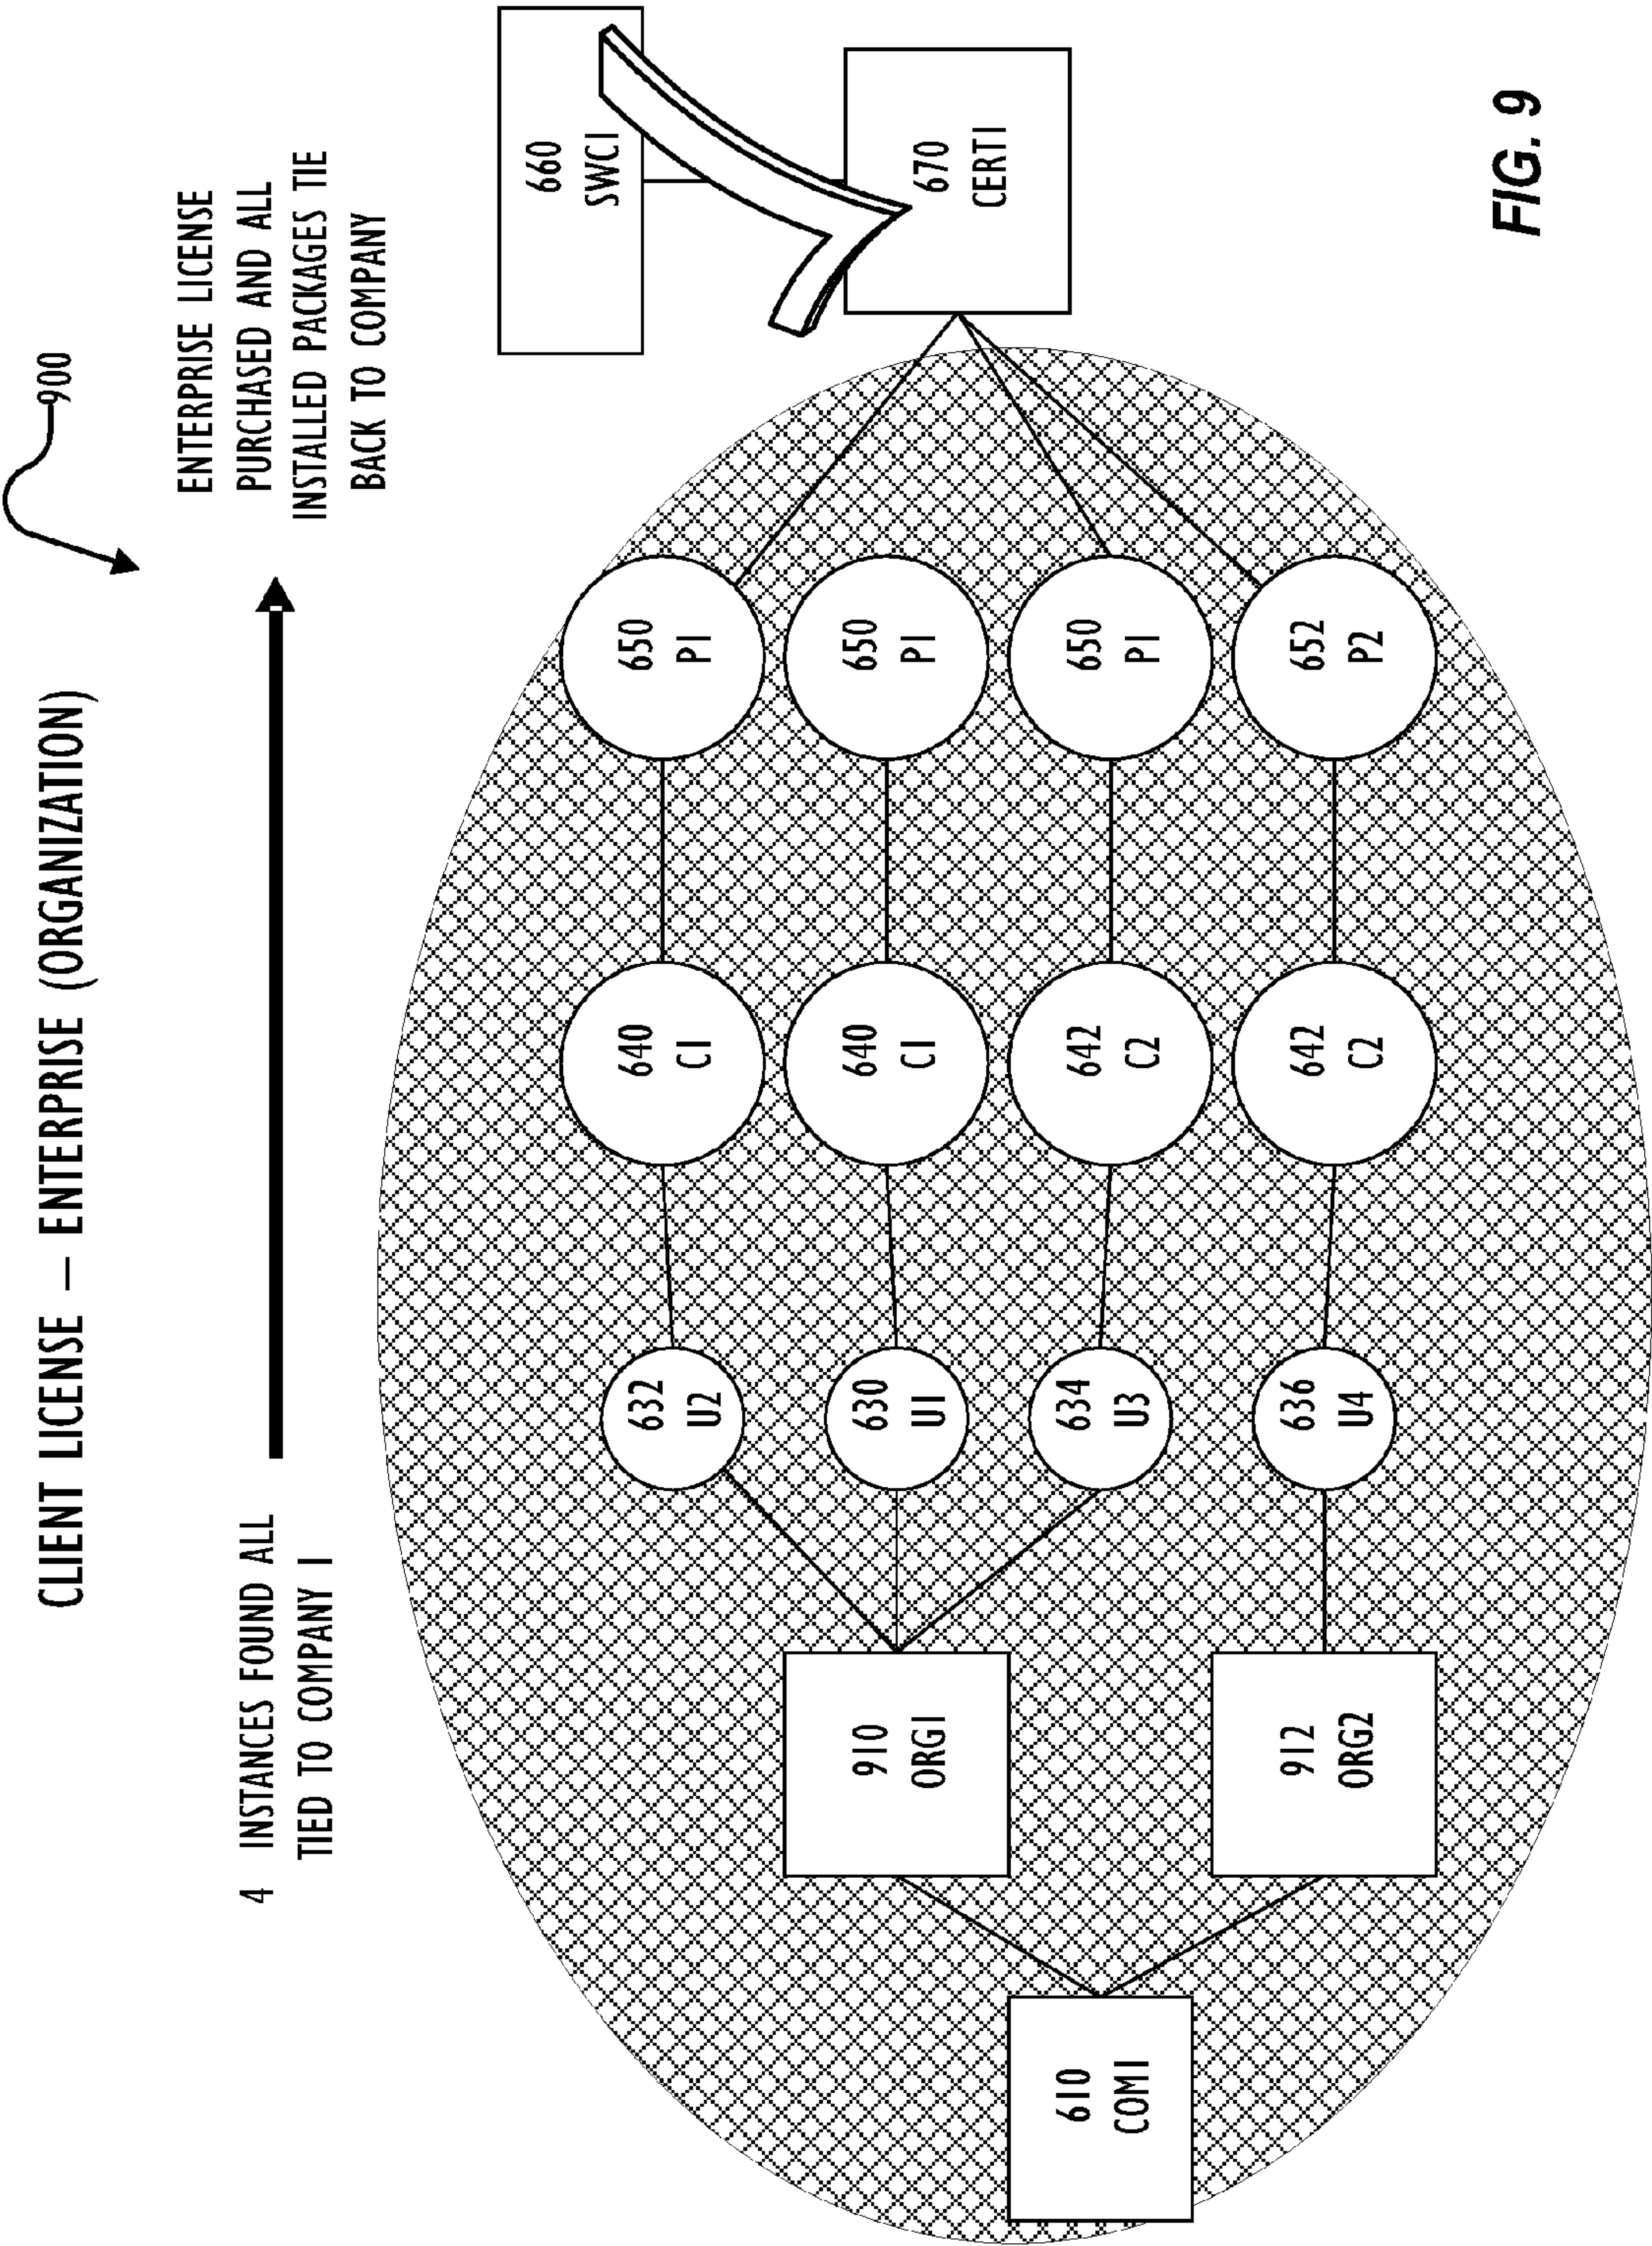 900
CLIENT LICENSE – ENTERPRISE (ORGANIZATION)
4 INSTANCES FOUND ALL
TIED TO COMPANY 1
ENTERPRISE LICENSE
PURCHASED AND ALL
INSTALLED PACKAGES TIE
BACK TO COMPANY
660
SWC1
670
CERT1
632
U2
640
C1
650
P1
910
ORG1
630
U1
640
C1
650
P1
610
COM1
634
U3
642
C2
650
P1
912
ORG2
636
U4
642
C2
652
P2
FIG. 9